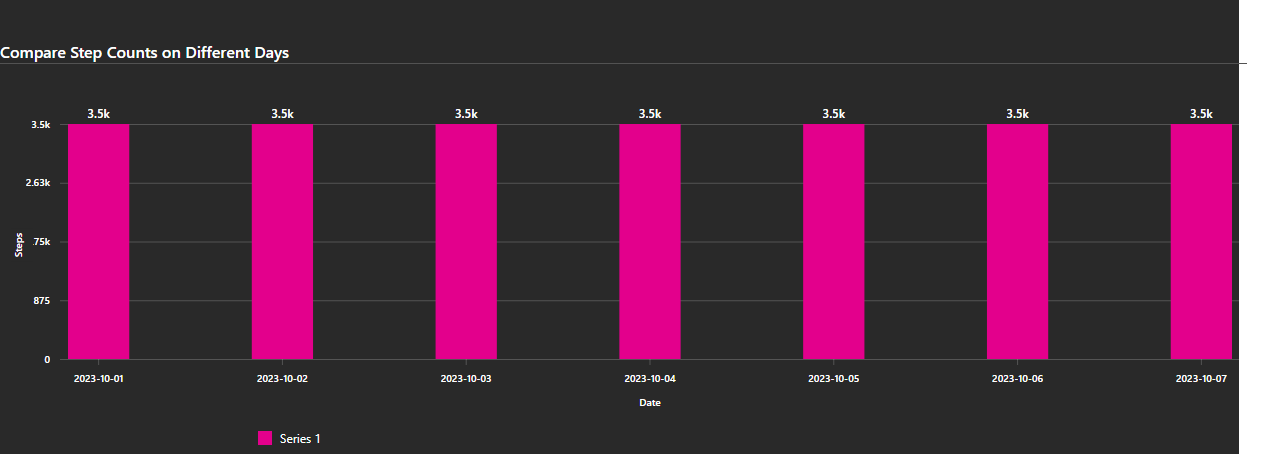 Compare Step Counts on Different Days
3.5k 3.5k 3.5k 3.5k 3.5k 3.5k 3.5k
3.5k
2.63k
.75k
875
0
Steps
2023-10-01 2023-10-02 2023-10-03 2023-10-04 2023-10-05 2023-10-06 2023-10-07
Date
Series 1